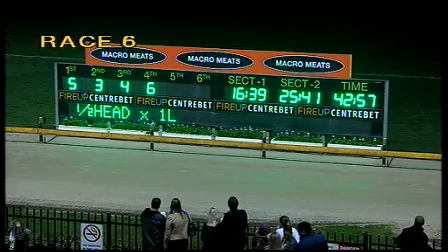 RACE 6
MACRO MEATS MACRO MEATS MACRO MEATS
1ST 2ND 3RD 4TH 5TH 6TH SECT-1 SECT-2 TIME
5 3 4 6 16:39 25:41 42:57
FIREUP CENTREBET FIREUP CENTREBET FIREUP CENTREBET FIREUP CENTREBET
1/2HEAD x 1L
NO SMOKING